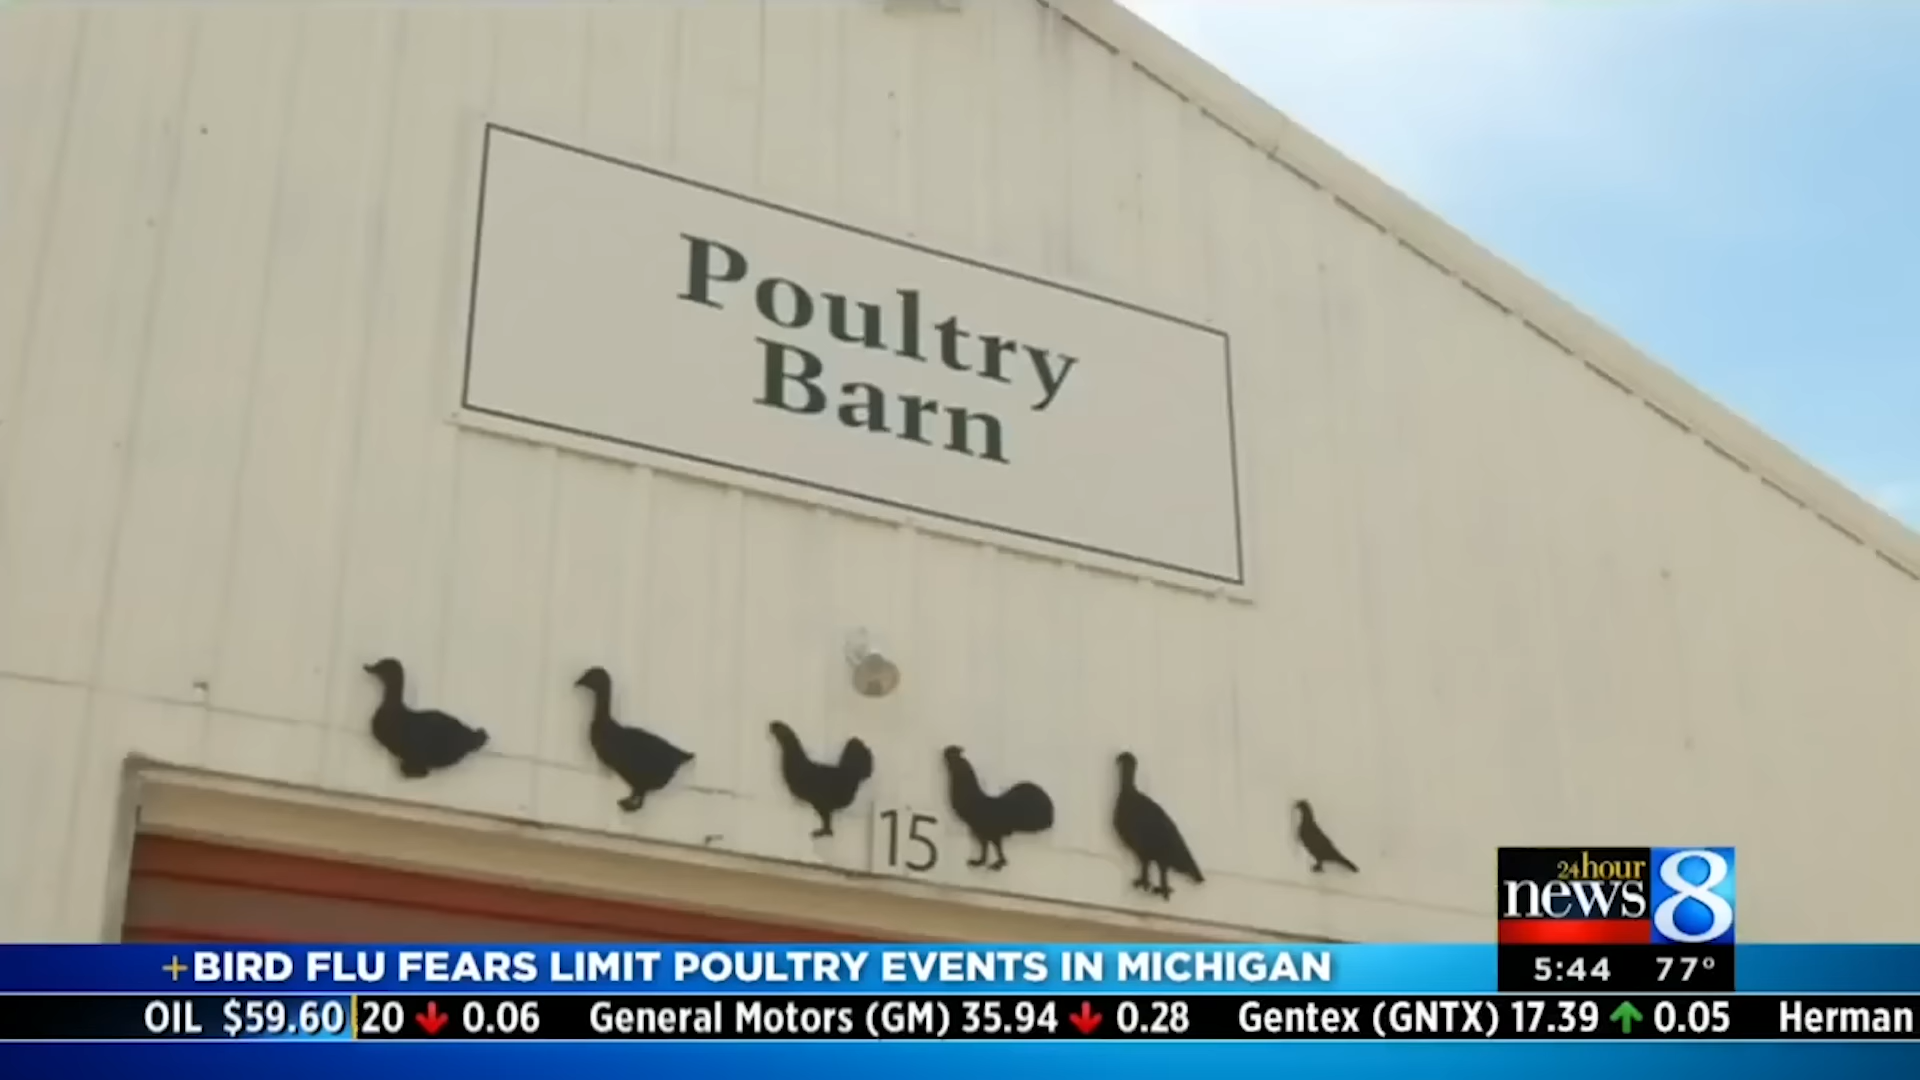 Poultry
Barn
15
24hour
news 8
+BIRD FLU FEARS LIMIT POULTRY EVENTS IN MICHIGAN
5:44 77°
OIL $59.60 20 0.06 General Motors (GM) 35.94 0.28 Gentex (GNTX) 17.39 0.05 Herman